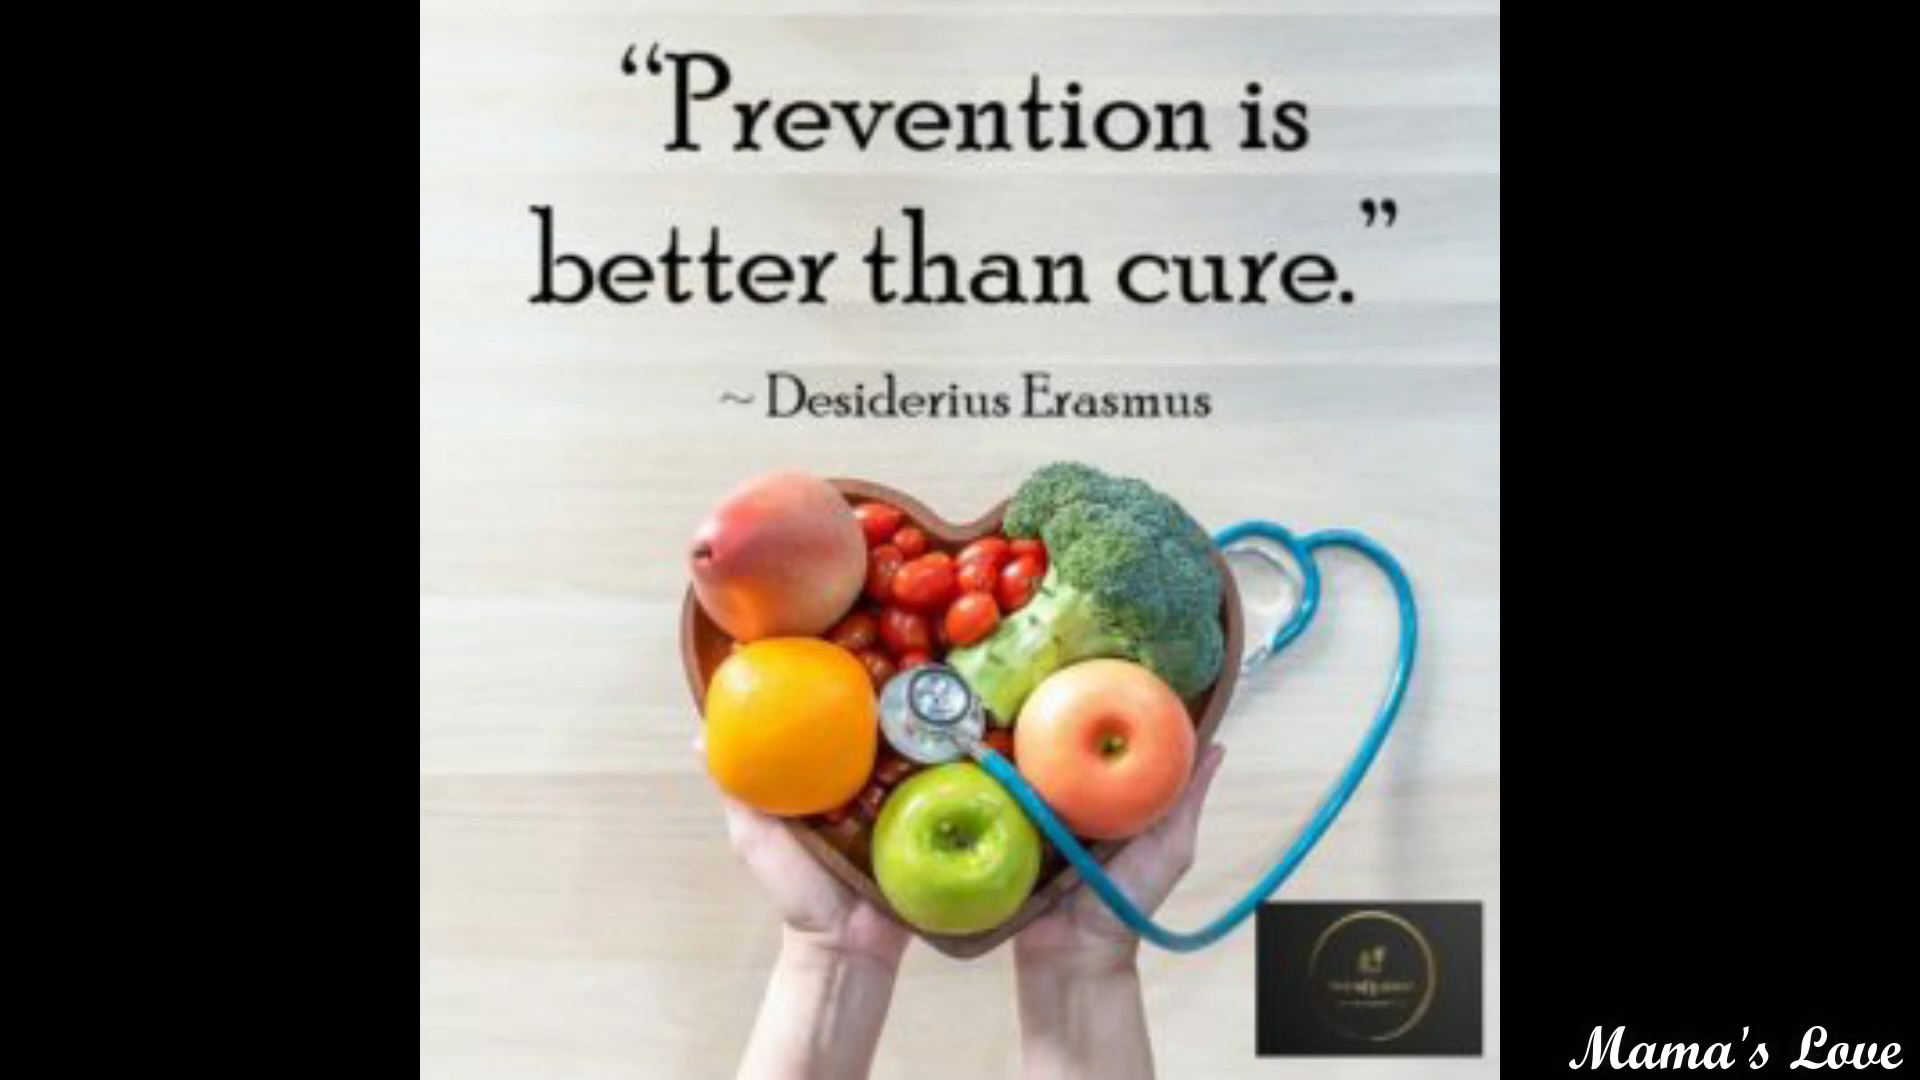 “Prevention is
better than cure.”
~ Desiderius Erasmus
Mama's Love